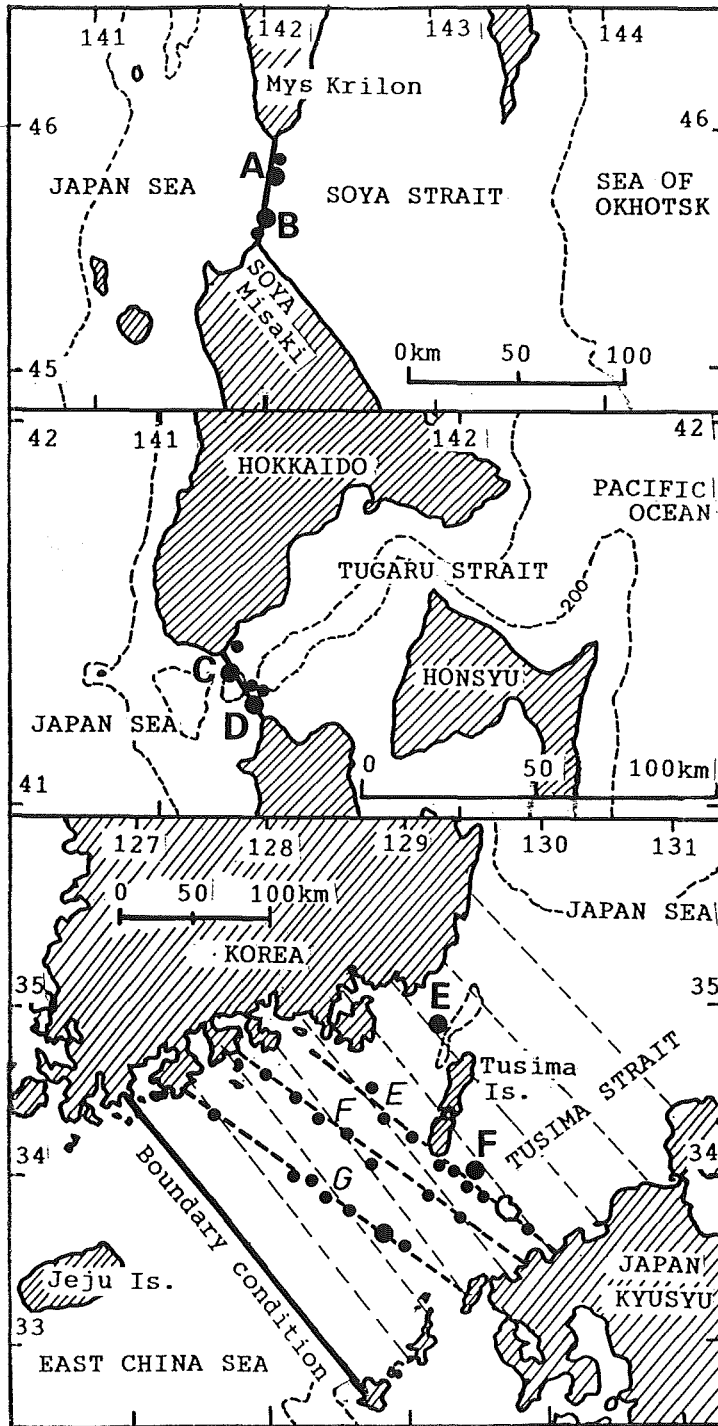 141 142 143 144
Mys Krilon
46 46
A
JAPAN SEA SOYA STRAIT SEA OF
OKHOTSK
B
SOYA
Misaki
0km 50 100
45
42 141 142 42
HOKKAIDO
PACIFIC
OCEAN
TUGARU STRAIT
200
C HONSYU
JAPAN SEA D
0 50 100km
41
127 128 129 130 131
0 50 100km
JAPAN SEA
KOREA
35 E 35
Tusima
Is.
TUSIMA STRAIT
E
F
F
34 34
G
Boundary condition
JAPAN
KYUSYU
Jeju Is.
33
EAST CHINA SEA